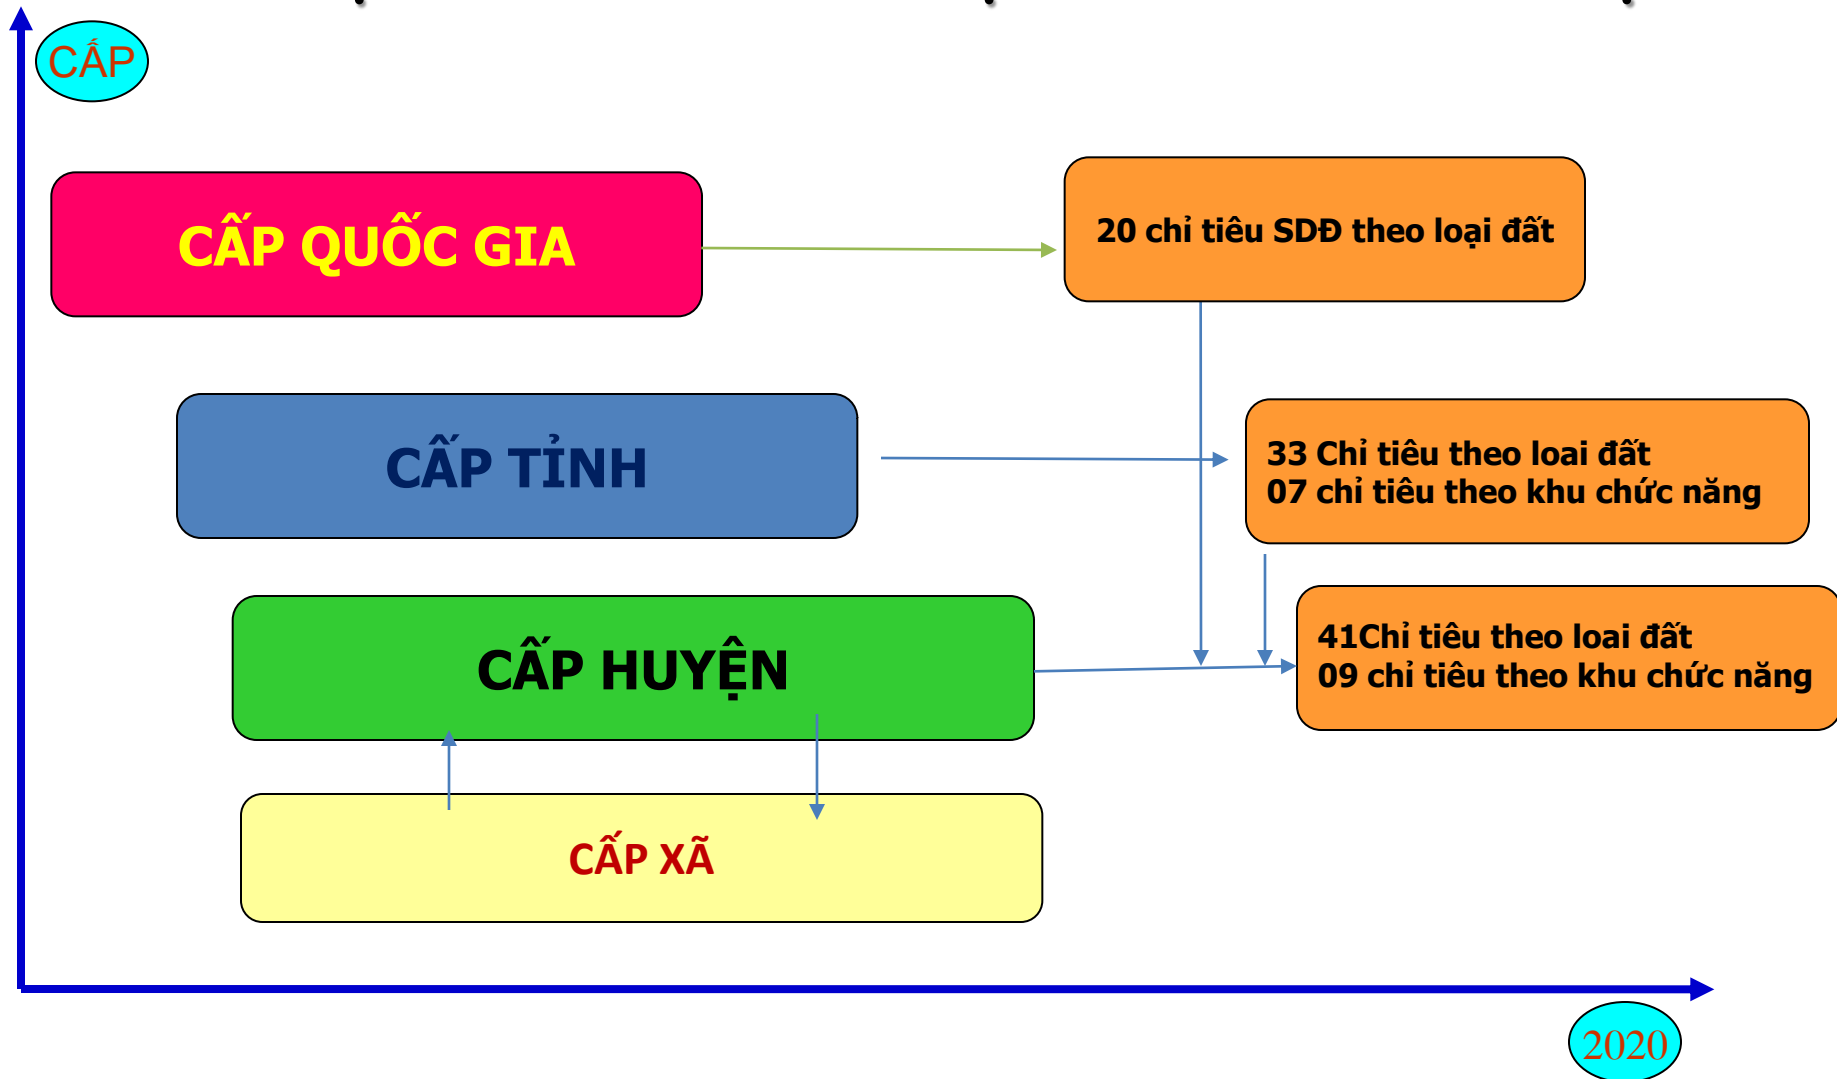 CẤP
CẤP QUỐC GIA
20 chỉ tiêu SDĐ theo loại đất
CẤP TỈNH
33 Chỉ tiêu theo loai đất
07 chỉ tiêu theo khu chức năng
CẤP HUYỆN
41Chỉ tiêu theo loai đất
09 chỉ tiêu theo khu chức năng
CẤP XÃ
2020